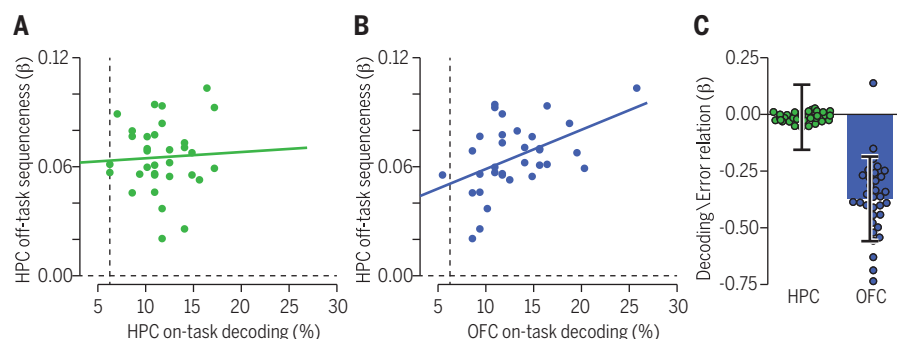 A
HPC off-task sequenceness (β)
0.12
0.06
0.00
5 10 15 20 25 30
HPC on-task decoding (%)
B
HPC off-task sequenceness (β)
0.12
0.06
0.00
5 10 15 20 25 30
OFC on-task decoding (%)
C
Decoding\Error relation (β)
0.25
0.00
-0.25
-0.50
-0.75
HPC OFC